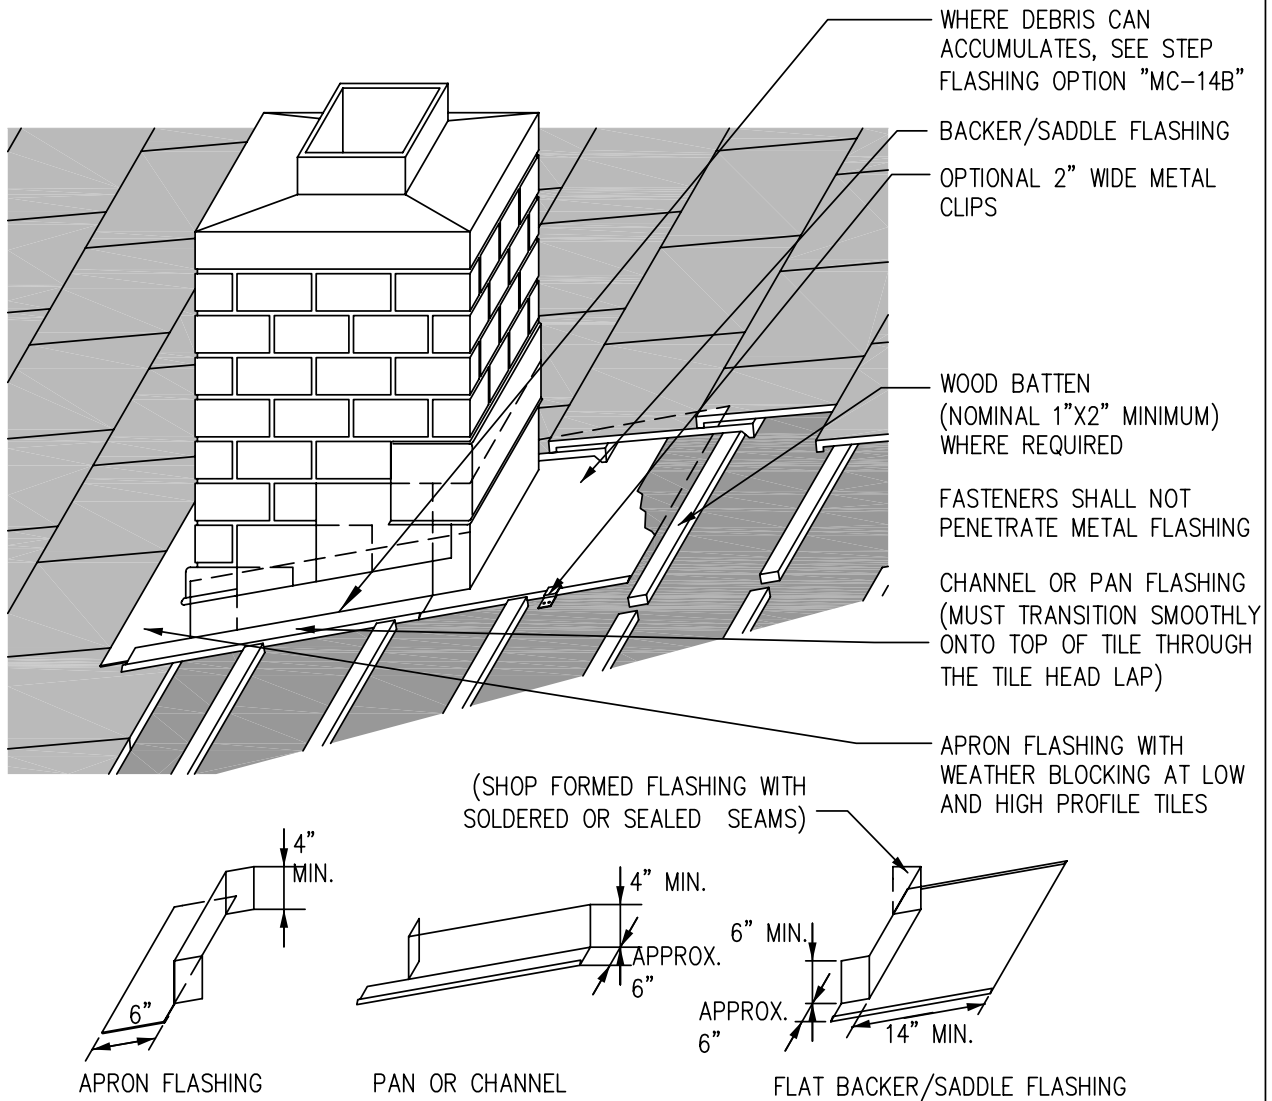 WHERE DEBRIS CAN
ACCUMULATES, SEE STEP
FLASHING OPTION "MC-14B"
BACKER/SADDLE FLASHING
OPTIONAL 2" WIDE METAL
CLIPS
WOOD BATTEN
(NOMINAL 1"X2" MINIMUM)
WHERE REQUIRED
FASTENERS SHALL NOT
PENETRATE METAL FLASHING
CHANNEL OR PAN FLASHING
(MUST TRANSITION SMOOTHLY
ONTO TOP OF TILE THROUGH
THE TILE HEAD LAP)
APRON FLASHING WITH
WEATHER BLOCKING AT LOW
AND HIGH PROFILE TILES
(SHOP FORMED FLASHING WITH
SOLDERED OR SEALED SEAMS)
4"
MIN.
6"
APRON FLASHING
4" MIN.
APPROX.
6"
PAN OR CHANNEL
6" MIN.
APPROX.
6"
14" MIN.
FLAT BACKER/SADDLE FLASHING